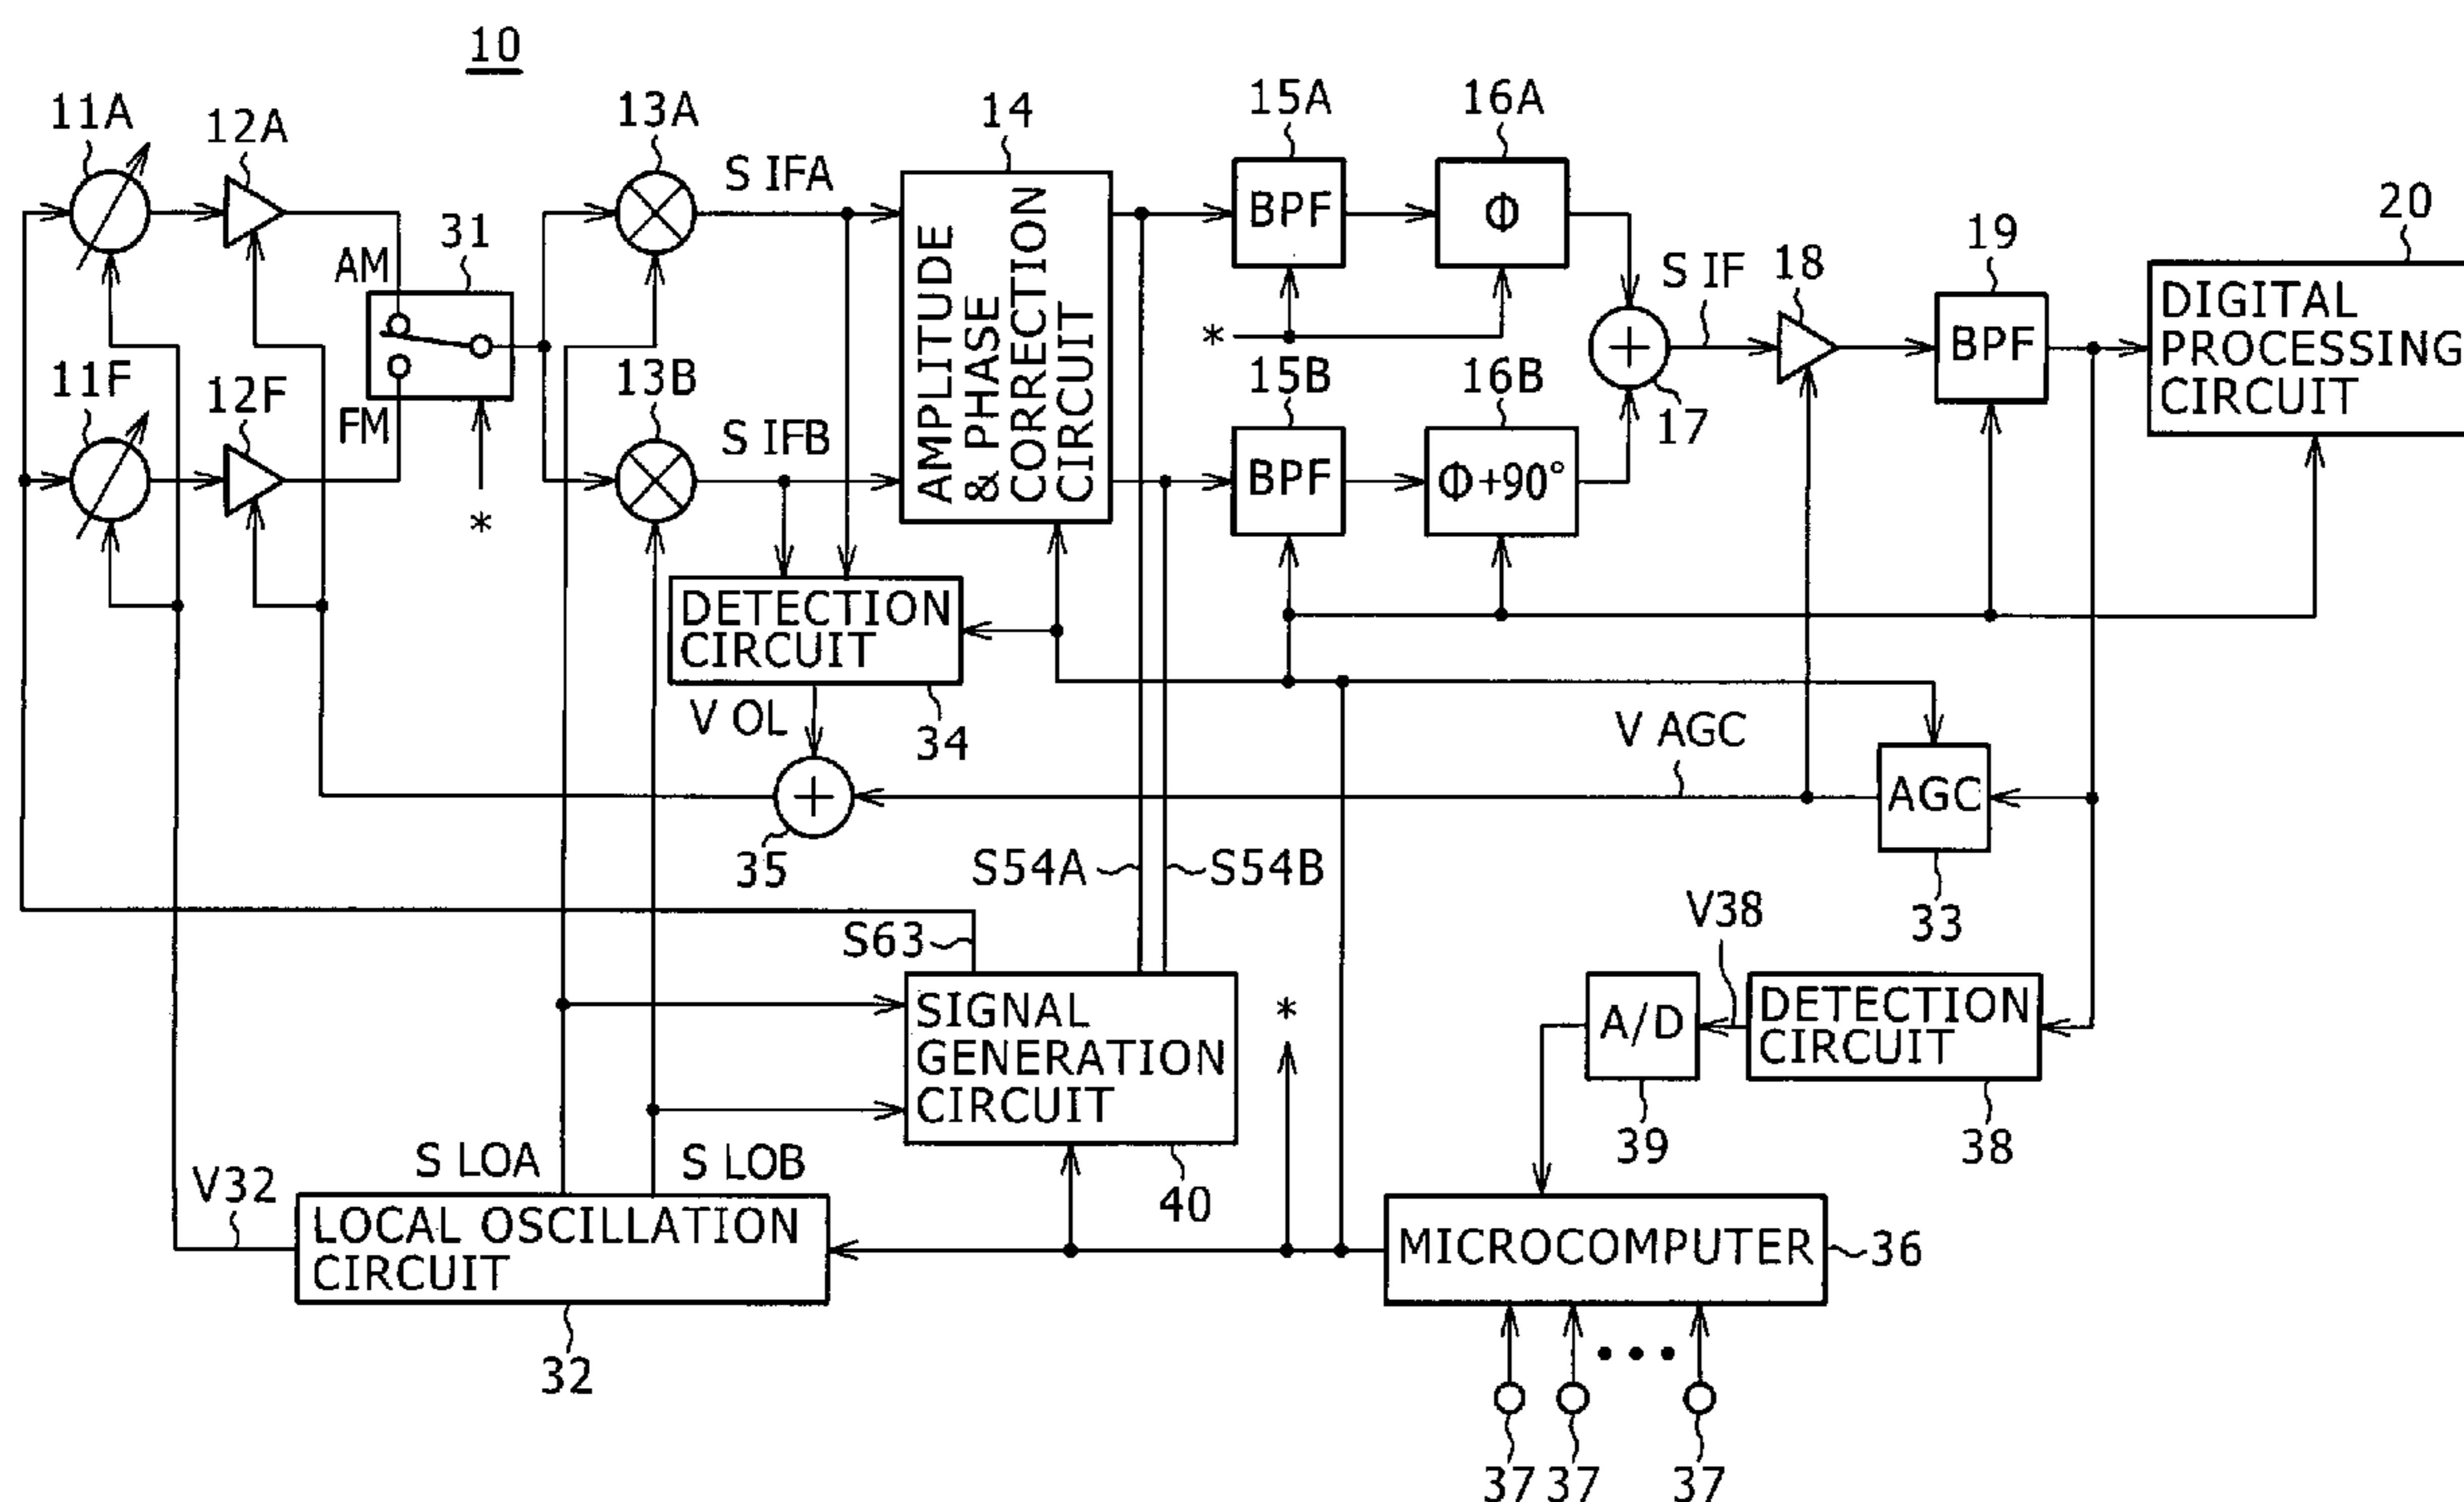 10
11A
12A
13A
S IFA
14
15A
16A
20
31
AM
FM
AMPLITUDE
& PHASE
CORRECTION
CIRCUIT
BPF
Φ
S IF
18
19
*
+
17
BPF
DIGITAL
PROCESSING
CIRCUIT
11F
12F
*
13B
S IFB
15B
16B
BPF
Φ+90°
DETECTION
CIRCUIT
34
V OL
+
35
V AGC
AGC
33
S54A
S54B
S63
V38
SIGNAL
GENERATION
CIRCUIT
40
*
A/D
39
DETECTION
CIRCUIT
38
V32
S LOA
S LOB
LOCAL OSCILLATION
CIRCUIT
32
MICROCOMPUTER
36
37
37
37